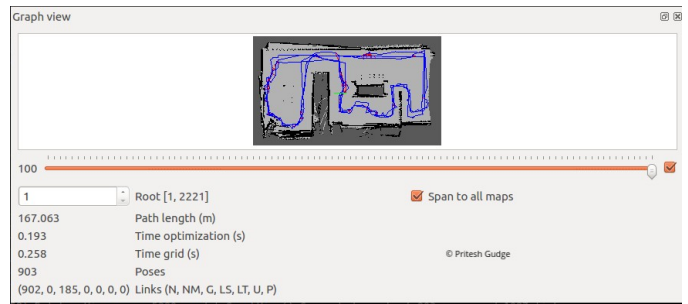 Graph view
100
1 Root [1, 2221] Span to all maps
167.063 Path length (m)
0.193 Time optimization (s)
0.258 Time grid (s) © Pritesh Gudge
903 Poses
(902, 0, 185, 0, 0, 0, 0) Links (N, NM, G, LS, LT, U, P)